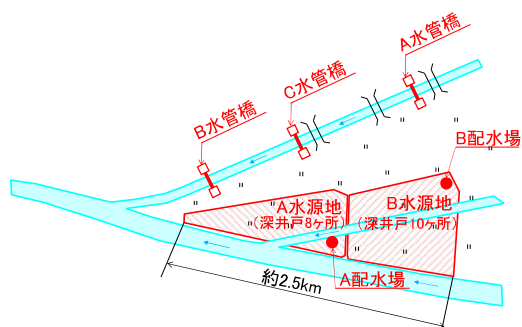 A水管橋
C水管橋
B水管橋
B配水場
A水源地
(深井戸8ヶ所)
B水源地
(深井戸10ヶ所)
A配水場
約2.5km